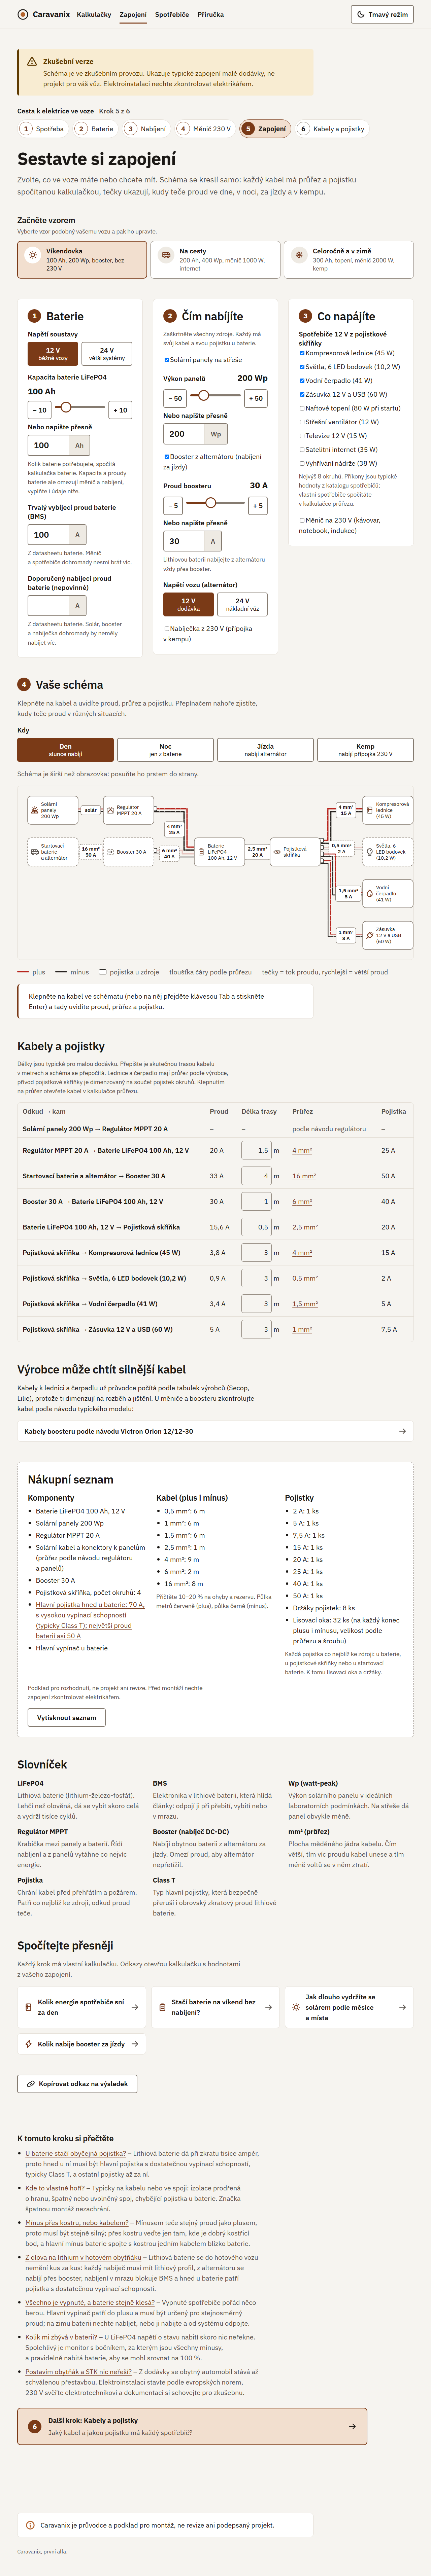 Caravanix Kalkulačky Zapojení Spotřebiče Příručka Tmavý režim
Zkušební verze
Schéma je ve zkušebním provozu. Ukazuje typické zapojení malé dodávky, ne
projekt pro váš vůz. Elektroinstalaci nechte zkontrolovat elektrikářem.
Cesta k elektrice ve voze Krok 5 z 6
1 Spotřeba 2 Baterie 3 Nabíjení 4 Měnič 230 V 5 Zapojení 6 Kabely a pojistky
Sestavte si zapojení
Zvolte, co ve voze máte nebo chcete mít. Schéma se kreslí samo: každý kabel má průřez a pojistku
spočítanou kalkulačkou, tečky ukazují, kudy teče proud ve dne, v noci, za jízdy a v kempu.
Začněte vzorem
Vyberte vzor podobný vašemu vozu a pak ho upravte.
Víkendovka
100 Ah, 200 Wp, booster, bez
230 V
Na cesty
200 Ah, 400 Wp, měnič 1000 W,
internet
Celoročně a v zimě
300 Ah, topení, měnič 2000 W,
kemp
1 Baterie
Napětí soustavy
12 V
běžné vozy
24 V
větší systémy
Kapacita baterie LiFePO4
100 Ah
− 10
+ 10
Nebo napište přesně
100 Ah
Kolik baterie potřebujete, spočítá
kalkulačka baterie. Kapacita a proudy
baterie ale omezují měnič a nabíjení,
vyplňte i údaje níže.
Trvalý vybíjecí proud baterie
(BMS)
100 A
Z datasheetu baterie. Měnič
a spotřebiče dohromady nesmí brát víc.
Doporučený nabíjecí proud
baterie (nepovinné)
A
Z datasheetu baterie. Solár, booster
a nabíječka dohromady by neměly
nabíjet víc.
2 Čím nabíjíte
Zaškrtněte všechny zdroje. Každý má
svůj kabel a svou pojistku u baterie.
Solární panely na střeše
Výkon panelů 200 Wp
− 50
+ 50
Nebo napište přesně
200 Wp
Booster z alternátoru (nabíjení
za jízdy)
Proud boosteru 30 A
− 5
+ 5
Nebo napište přesně
30 A
Lithiovou baterii nabíjejte z alternátoru
vždy přes booster.
Napětí vozu (alternátor)
12 V
dodávka
24 V
nákladní vůz
Nabíječka z 230 V (přípojka
v kempu)
3 Co napájíte
Spotřebiče 12 V z pojistkové
skříňky
Kompresorová lednice (45 W)
Světla, 6 LED bodovek (10,2 W)
Vodní čerpadlo (41 W)
Zásuvka 12 V a USB (60 W)
Naftové topení (80 W při startu)
Střešní ventilátor (12 W)
Televize 12 V (15 W)
Satelitní internet (35 W)
Vyhřívání nádrže (38 W)
Nejvýš 8 okruhů. Příkony jsou typické
hodnoty z katalogu spotřebičů;
vlastní spotřebiče spočítáte
v kalkulačce průřezu.
Měnič na 230 V (kávovar,
notebook, indukce)
4 Vaše schéma
Klepněte na kabel a uvidíte proud, průřez a pojistku. Přepínačem nahoře zjistíte,
kudy teče proud v různých situacích.
Kdy
Den
slunce nabíjí
Noc
jen z baterie
Jízda
nabíjí alternátor
Kemp
nabíjí přípojka 230 V
Schéma je širší než obrazovka: posuňte ho prstem do strany.
Solární
panely
200 Wp
solár
Regulátor
MPPT 20 A
4 mm²
25 A
Startovací
baterie
a alternátor
16 mm²
50 A
Booster 30 A
6 mm²
40 A
Baterie
LiFePO4
100 Ah, 12 V
2,5 mm²
20 A
Pojistková
skříňka
4 mm²
15 A
Kompresorová
lednice
(45 W)
0,5 mm²
2 A
Světla, 6
LED bodovek
(10,2 W)
1,5 mm²
5 A
Vodní
čerpadlo
(41 W)
1 mm²
8 A
Zásuvka
12 V a USB
(60 W)
plus minus pojistka u zdroje tloušťka čáry podle průřezu tečky = tok proudu, rychlejší = větší proud
Klepněte na kabel ve schématu (nebo na něj přejděte klávesou Tab a stiskněte
Enter) a tady uvidíte proud, průřez a pojistku.
Kabely a pojistky
Délky jsou typické pro malou dodávku. Přepište je skutečnou trasou kabelu
v metrech a schéma se přepočítá. Lednice a čerpadlo mají průřez podle výrobce,
přívod pojistkové skříňky je dimenzovaný na součet pojistek okruhů. Klepnutím
na průřez otevřete kabel v kalkulačce průřezu.
Odkud → kam Proud Délka trasy Průřez Pojistka
Solární panely 200 Wp → Regulátor MPPT 20 A – – podle návodu regulátoru –
Regulátor MPPT 20 A → Baterie LiFePO4 100 Ah, 12 V 20 A 1,5 m 4 mm² 25 A
Startovací baterie a alternátor → Booster 30 A 33 A 4 m 16 mm² 50 A
Booster 30 A → Baterie LiFePO4 100 Ah, 12 V 30 A 1 m 6 mm² 40 A
Baterie LiFePO4 100 Ah, 12 V → Pojistková skříňka 15,6 A 0,5 m 2,5 mm² 20 A
Pojistková skříňka → Kompresorová lednice (45 W) 3,8 A 3 m 4 mm² 15 A
Pojistková skříňka → Světla, 6 LED bodovek (10,2 W) 0,9 A 3 m 0,5 mm² 2 A
Pojistková skříňka → Vodní čerpadlo (41 W) 3,4 A 3 m 1,5 mm² 5 A
Pojistková skříňka → Zásuvka 12 V a USB (60 W) 5 A 3 m 1 mm² 7,5 A
Výrobce může chtít silnější kabel
Kabely k lednici a čerpadlu už průvodce počítá podle tabulek výrobců (Secop,
Lilie), protože ti dimenzují na rozběh a stárnutí. U měniče a boosteru zkontrolujte
kabel podle návodu typického modelu:
Kabely boosteru podle návodu Victron Orion 12/12-30
Nákupní seznam
Komponenty
Baterie LiFePO4 100 Ah, 12 V
Solární panely 200 Wp
Regulátor MPPT 20 A
Solární kabel a konektory k panelům
(průřez podle návodu regulátoru
a panelů)
Booster 30 A
Pojistková skříňka, počet okruhů: 4
Hlavní pojistka hned u baterie: 70 A,
s vysokou vypínací schopností
(typicky Class T); největší proud
baterií asi 50 A
Hlavní vypínač u baterie
Kabel (plus i mínus)
0,5 mm²: 6 m
1 mm²: 6 m
1,5 mm²: 6 m
2,5 mm²: 1 m
4 mm²: 9 m
6 mm²: 2 m
16 mm²: 8 m
Přičtěte 10–20 % na ohyby a rezervu. Půlka
metrů červeně (plus), půlka černě (mínus).
Pojistky
2 A: 1 ks
5 A: 1 ks
7,5 A: 1 ks
15 A: 1 ks
20 A: 1 ks
25 A: 1 ks
40 A: 1 ks
50 A: 1 ks
Držáky pojistek: 8 ks
Lisovací oka: 32 ks (na každý konec
plusu i mínusu, velikost podle
průřezu a šroubu)
Každá pojistka co nejblíž ke zdroji: u baterie,
u pojistkové skříňky nebo u startovací
baterie. K tomu lisovací oka a držáky.
Podklad pro rozhodnutí, ne projekt ani revize. Před montáží nechte
zapojení zkontrolovat elektrikářem.
Vytisknout seznam
Slovníček
LiFePO4
Lithiová baterie (lithium-železo-fosfát).
Lehčí než olověná, dá se vybít skoro celá
a vydrží tisíce cyklů.
BMS
Elektronika v lithiové baterii, která hlídá
články: odpojí ji při přebití, vybití nebo
v mrazu.
Wp (watt-peak)
Výkon solárního panelu v ideálních
laboratorních podmínkách. Na střeše dá
panel obvykle méně.
Regulátor MPPT
Krabička mezi panely a baterií. Řídí
nabíjení a z panelů vytáhne co nejvíc
energie.
Booster (nabíječ DC-DC)
Nabíjí obytnou baterii z alternátoru za
jízdy. Omezí proud, aby alternátor
nepřetížil.
mm² (průřez)
Plocha měděného jádra kabelu. Čím
větší, tím víc proudu kabel unese a tím
méně voltů se v něm ztratí.
Pojistka
Chrání kabel před přehřátím a požárem.
Patří co nejblíž ke zdroji, odkud proud
teče.
Class T
Typ hlavní pojistky, která bezpečně
přeruší i obrovský zkratový proud lithiové
baterie.
Spočítejte přesněji
Každý krok má vlastní kalkulačku. Odkazy otevřou kalkulačku s hodnotami
z vašeho zapojení.
Kolik energie spotřebiče sní
za den
Stačí baterie na víkend bez
nabíjení?
Jak dlouho vydržíte se
solárem podle měsíce
a místa
Kolik nabije booster za jízdy
Kopírovat odkaz na výsledek
K tomuto kroku si přečtěte
U baterie stačí obyčejná pojistka? – Lithiová baterie dá při zkratu tisíce ampér,
proto hned u ní musí být hlavní pojistka s dostatečnou vypínací schopností,
typicky Class T, a ostatní pojistky až za ní.
Kde to vlastně hoří? – Typicky na kabelu nebo ve spoji: izolace prodřená
o hranu, špatný nebo uvolněný spoj, chybějící pojistka u baterie. Značka
špatnou montáž nezachrání.
Mínus přes kostru, nebo kabelem? – Mínusem teče stejný proud jako plusem,
proto musí být stejně silný; přes kostru veďte jen tam, kde je dobrý kostřicí
bod, a hlavní mínus baterie spojte s kostrou jedním kabelem blízko baterie.
Z olova na lithium v hotovém obytňáku – Lithiová baterie se do hotového vozu
nemění kus za kus: každý nabíječ musí mít lithiový profil, z alternátoru se
nabíjí přes booster, nabíjení v mrazu blokuje BMS a hned u baterie patří
pojistka s dostatečnou vypínací schopností.
Všechno je vypnuté, a baterie stejně klesá? – Vypnuté spotřebiče pořád něco
berou. Hlavní vypínač patří do plusu a musí být určený pro stejnosměrný
proud; na zimu baterii nechte nabitou, nebo ji nabijte a od systému odpojte.
Kolik mi zbývá v baterii? – U LiFePO4 napětí o stavu nabití skoro nic neřekne.
Spolehlivý je monitor s bočníkem, za kterým jsou všechny mínusy,
a pravidelně nabitá baterie, aby se mohl srovnat na 100 %.
Postavím obytňák a STK nic neřeší? – Z dodávky se obytný automobil stává až
schválenou přestavbou. Elektroinstalaci stavte podle evropských norem,
230 V svěřte elektrotechnikovi a dokumentaci si schovejte pro zkušebnu.
6 Další krok: Kabely a pojistky
Jaký kabel a jakou pojistku má každý spotřebič?
Caravanix je průvodce a podklad pro montáž, ne revize ani podepsaný projekt.
Caravanix, první alfa.